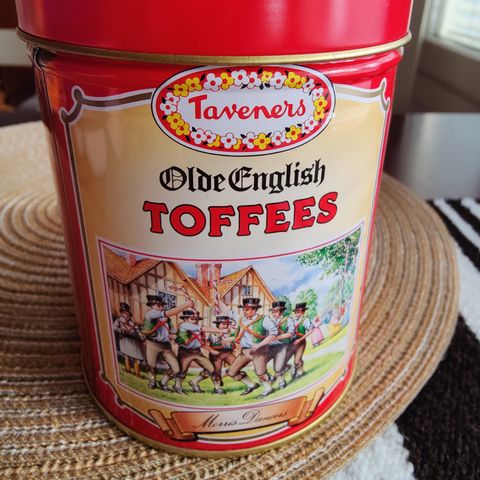 Taveners
Olde English
TOFFEES
Morris Dancers